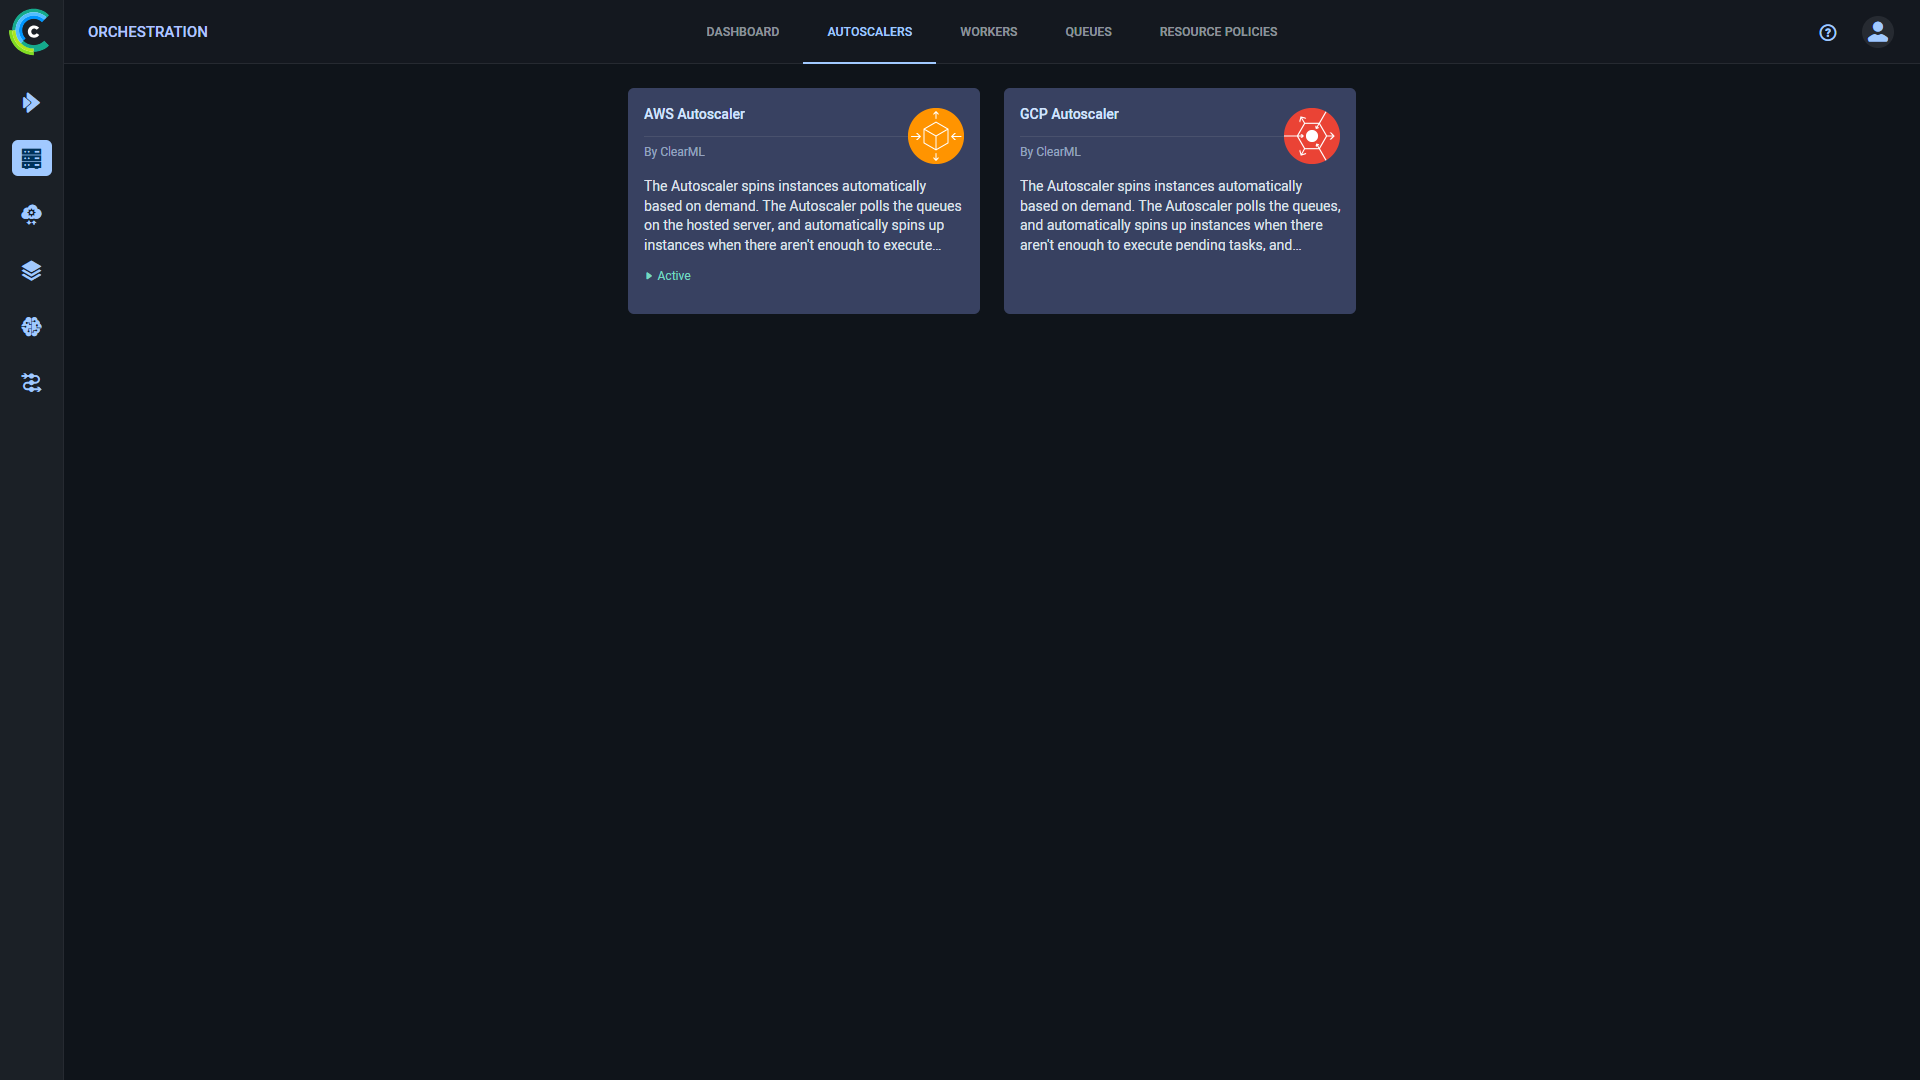 ORCHESTRATION
DASHBOARD
AUTOSCALERS
WORKERS
QUEUES
RESOURCE POLICIES
AWS Autoscaler
By ClearML
The Autoscaler spins instances automatically
based on demand. The Autoscaler polls the queues
on the hosted server, and automatically spins up
instances when there aren't enough to execute...
Active
GCP Autoscaler
By ClearML
The Autoscaler spins instances automatically
based on demand. The Autoscaler polls the queues,
and automatically spins up instances when there
aren't enough to execute pending tasks, and...